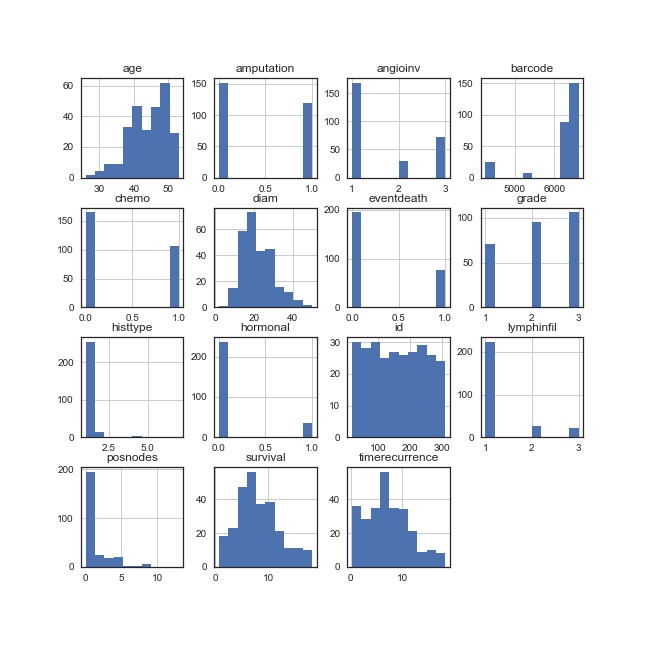 age amputation angioinv barcode
60 150 150 150
40 100 100 100
20 50 50 50
0 0 0 0
30 40 50 0.0 0.5 1.0 1 2 3 5000 6000
chemo diam eventdeath grade
150 60 200 100
100 40 100 50
50 20
0 0 0 0
0.0 0.5 1.0 0 20 40 0.0 0.5 1.0 1 2 3
histtype hormonal id lymphinfil
200 200 30 200
100 100 20 100
10
0 0 0 0
2.5 5.0 0.0 0.5 1.0 100 200 300 1 2 3
posnodes survival timerecurrence
200 40 40
100 20 20
0 0 0
0 5 10 0 10 0 10